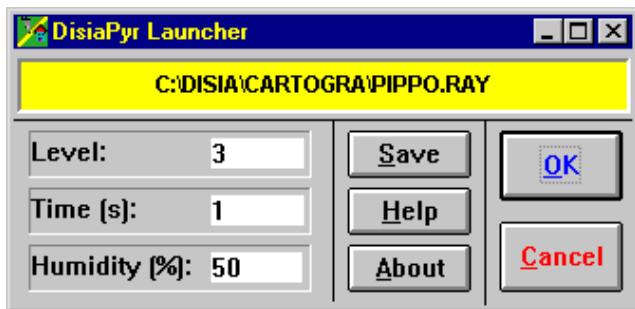 DisiaPyr Launcher
C:\DISIA\CARTOGRA\PIPPO.RAY
Level: 3
Time (s): 1
Humidity (%): 50
Save
Help
About
OK
Cancel